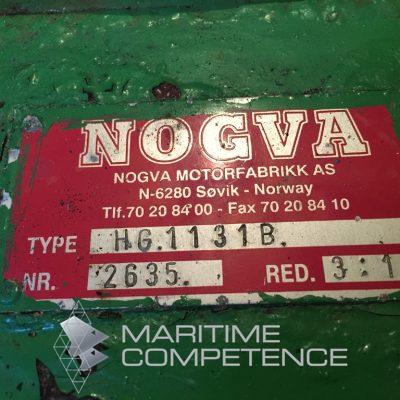 NOGVA
NOGVA MOTORFABRIKK AS
N-6280 Søvik - Norway
Tlf.70 20 84 00 - Fax 70 20 84 10
TYPE HG.1131B.
NR. 2635. RED. 3:1
MARITIME
COMPETENCE